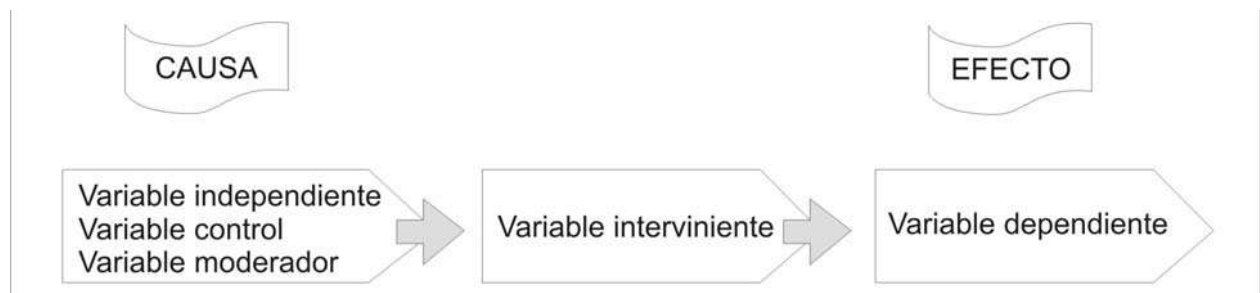 CAUSA
EFECTO
Variable independiente
Variable control
Variable moderador
Variable interviniente
Variable dependiente